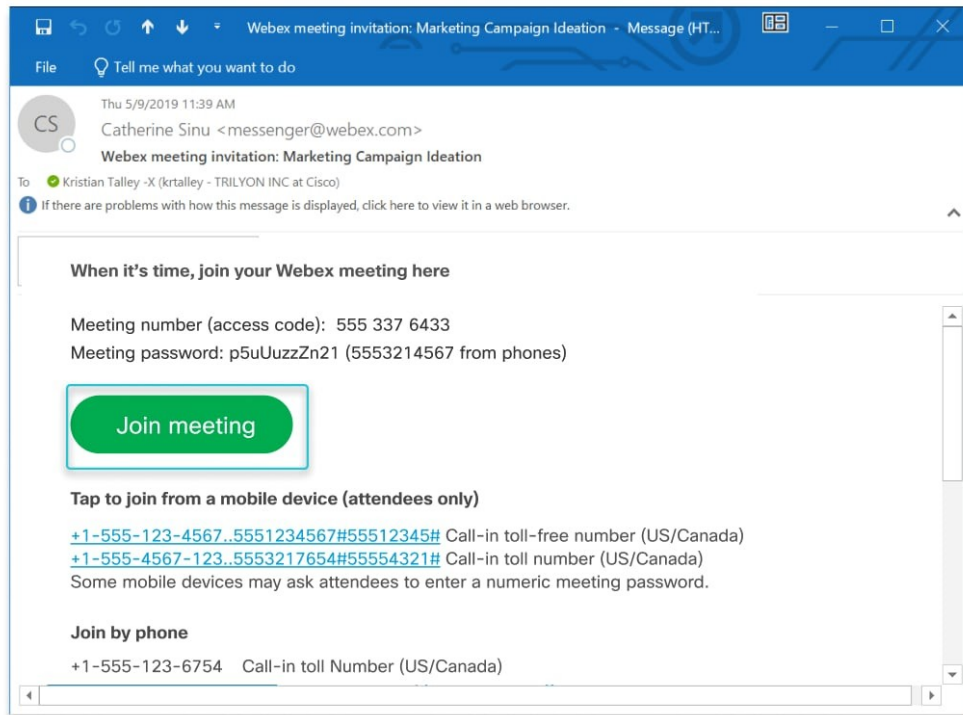 Webex meeting invitation: Marketing Campaign Ideation - Message (HT...
File Tell me what you want to do
CS
Thu 5/9/2019 11:39 AM
Catherine Sinu <messenger@webex.com>
Webex meeting invitation: Marketing Campaign Ideation
To Kristian Talley -X (krtalley - TRILYON INC at Cisco)
If there are problems with how this message is displayed, click here to view it in a web browser.
When it's time, join your Webex meeting here
Meeting number (access code): 555 337 6433
Meeting password: p5uUuzzZn21 (5553214567 from phones)
Join meeting
Tap to join from a mobile device (attendees only)
+1-555-123-4567..5551234567#55512345# Call-in toll-free number (US/Canada)
+1-555-4567-123..5553217654#55554321# Call-in toll number (US/Canada)
Some mobile devices may ask attendees to enter a numeric meeting password.
Join by phone
+1-555-123-6754 Call-in toll Number (US/Canada)